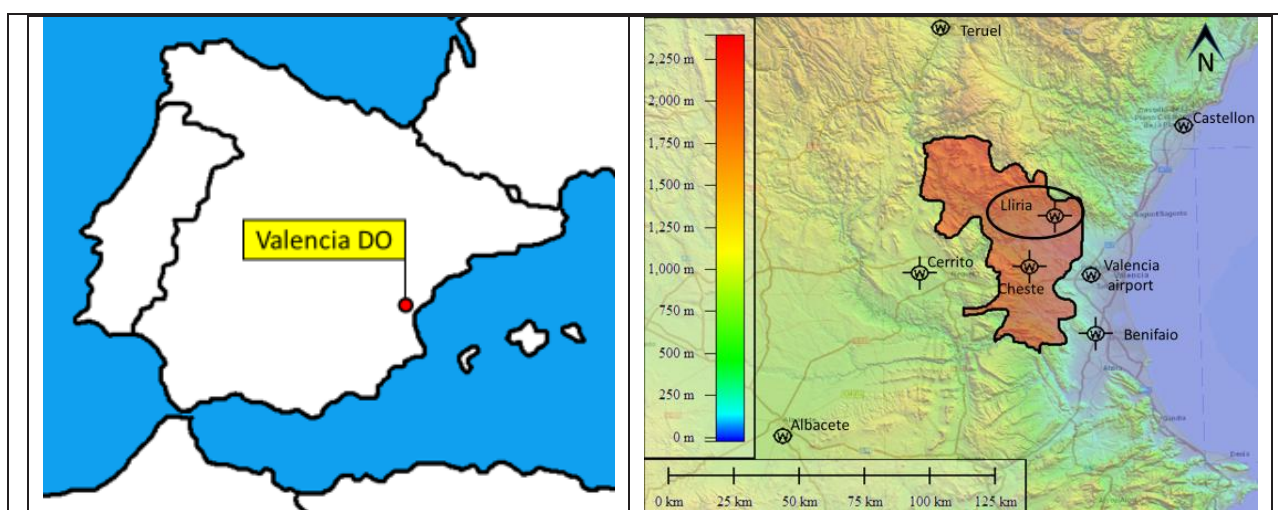 Valencia DO
2,250 m
2,000 m
1,750 m
1,500 m
1,250 m
1,000 m
750 m
500 m
250 m
0 m
Teruel
N
Castellon
Lliria
Cerrito
Cheste
Valencia
airport
Benifaio
Albacete
0 km 25 km 50 km 75 km 100 km 125 km